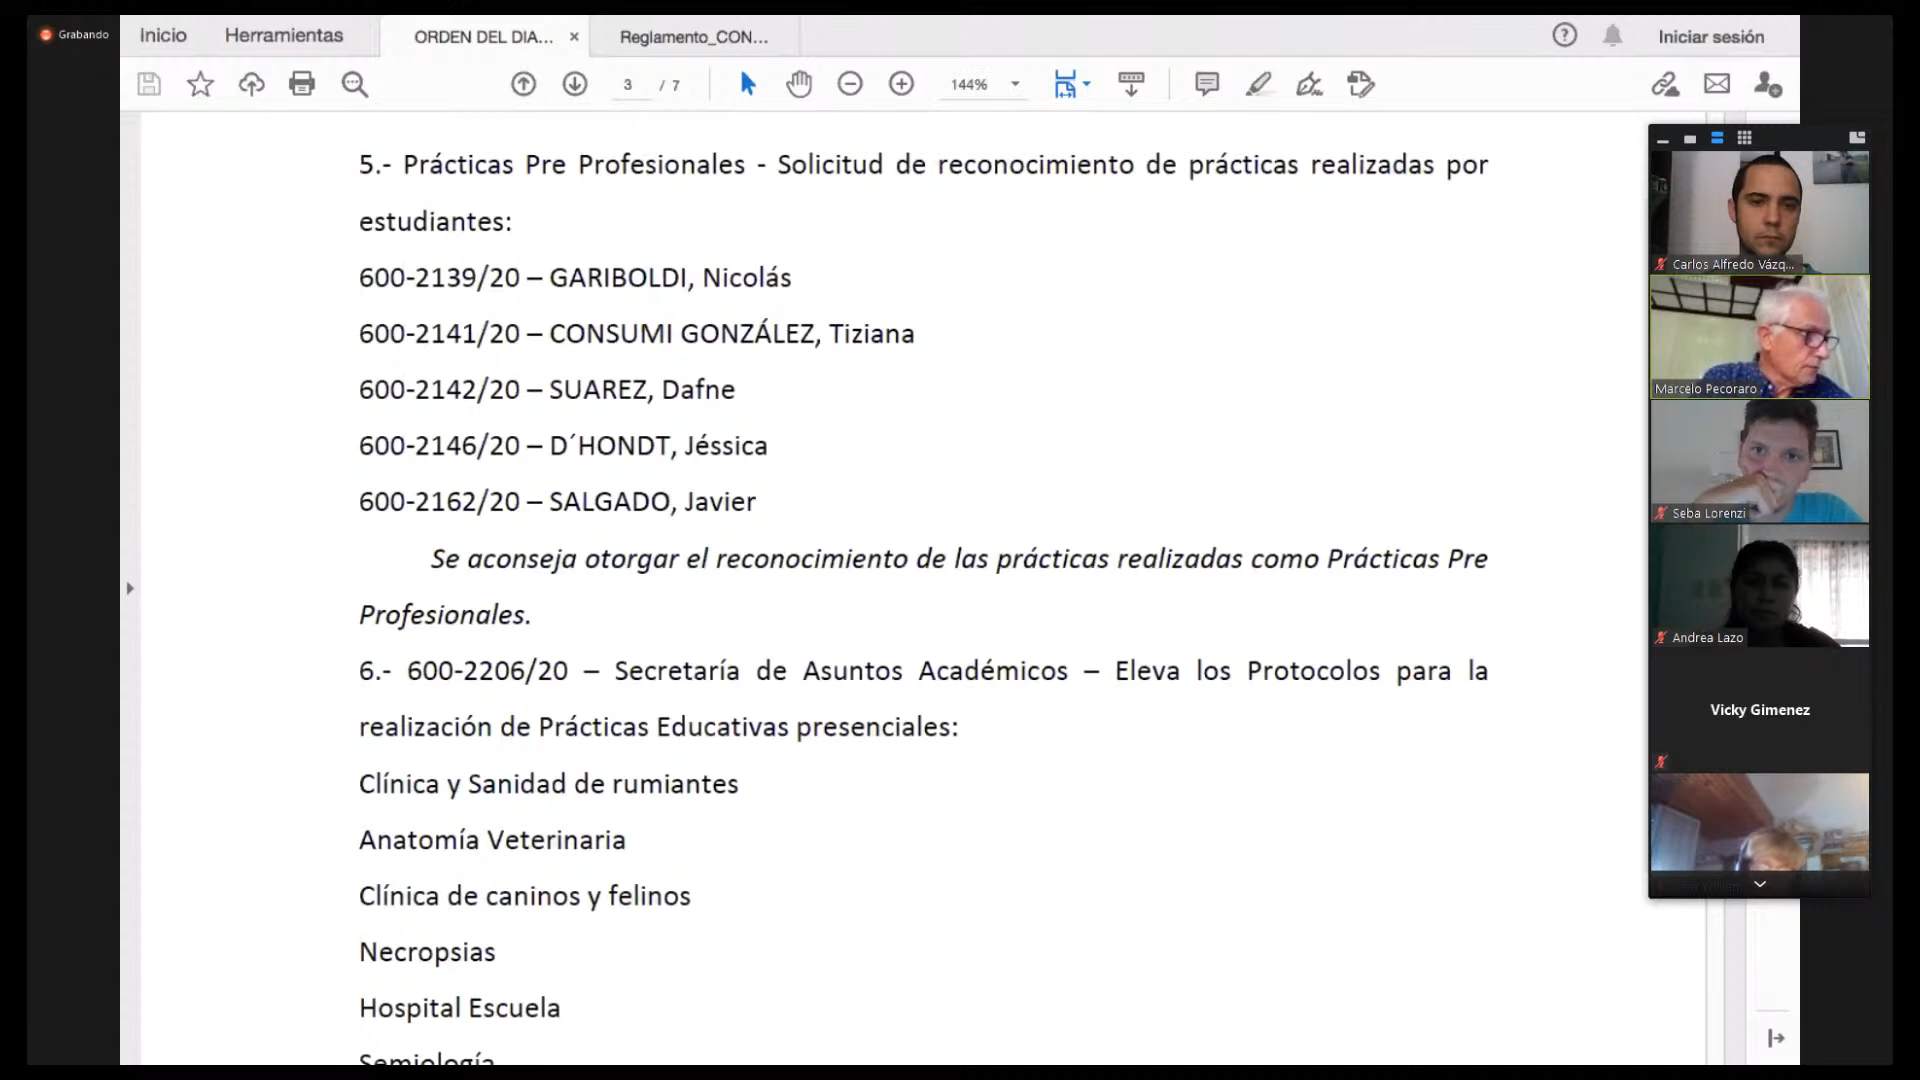 Grabando
Inicio
Herramientas
ORDEN DEL DIA...
Reglamento_CON...
Iniciar sesión
3 / 7
144%
5.- Prácticas Pre Profesionales - Solicitud de reconocimiento de prácticas realizadas por
estudiantes:
600-2139/20 – GARIBOLDI, Nicolás
600-2141/20 – CONSUMI GONZÁLEZ, Tiziana
600-2142/20 – SUAREZ, Dafne
600-2146/20 – D´HONDT, Jéssica
600-2162/20 – SALGADO, Javier
Se aconseja otorgar el reconocimiento de las prácticas realizadas como Prácticas Pre
Profesionales.
6.- 600-2206/20 – Secretaría de Asuntos Académicos – Eleva los Protocolos para la
realización de Prácticas Educativas presenciales:
Clínica y Sanidad de rumiantes
Anatomía Veterinaria
Clínica de caninos y felinos
Necropsias
Hospital Escuela
Semiología
Carlos Alfredo Vázq...
Marcelo Pecoraro
Seba Lorenzi
Andrea Lazo
Vicky Gimenez